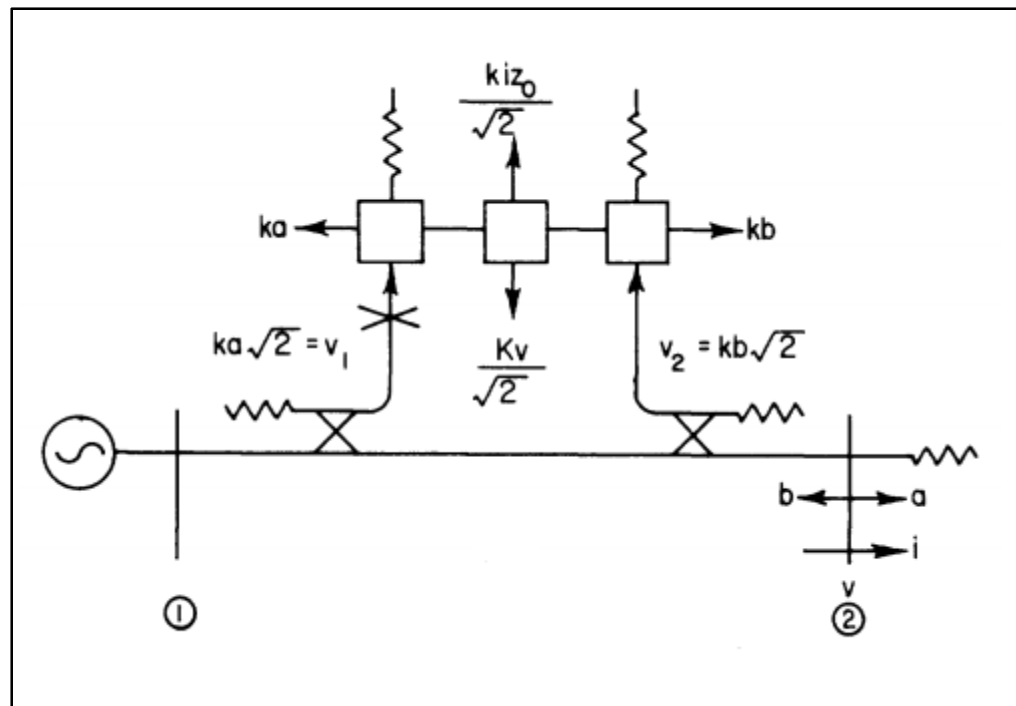 kiz₀
√2
ka
kb
ka√2 = v₁
Kv
√2
v₂ = kb√2
b
a
i
v
①
②